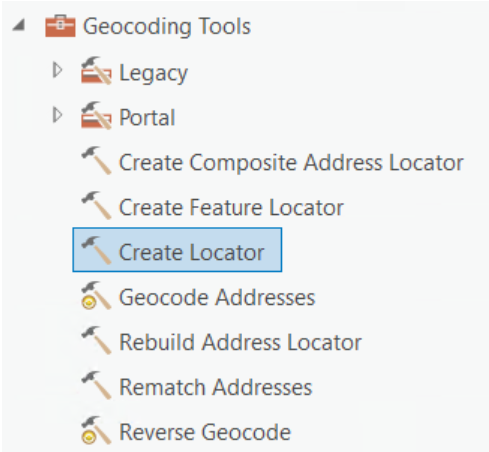 Geocoding Tools
Legacy
Portal
Create Composite Address Locator
Create Feature Locator
Create Locator
Geocode Addresses
Rebuild Address Locator
Rematch Addresses
Reverse Geocode